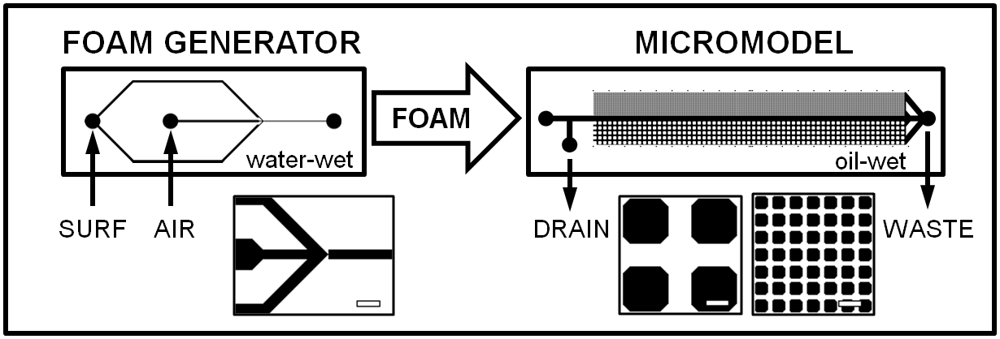 FOAM GENERATOR
MICROMODEL
FOAM
water-wet
oil-wet
SURF
AIR
DRAIN
WASTE